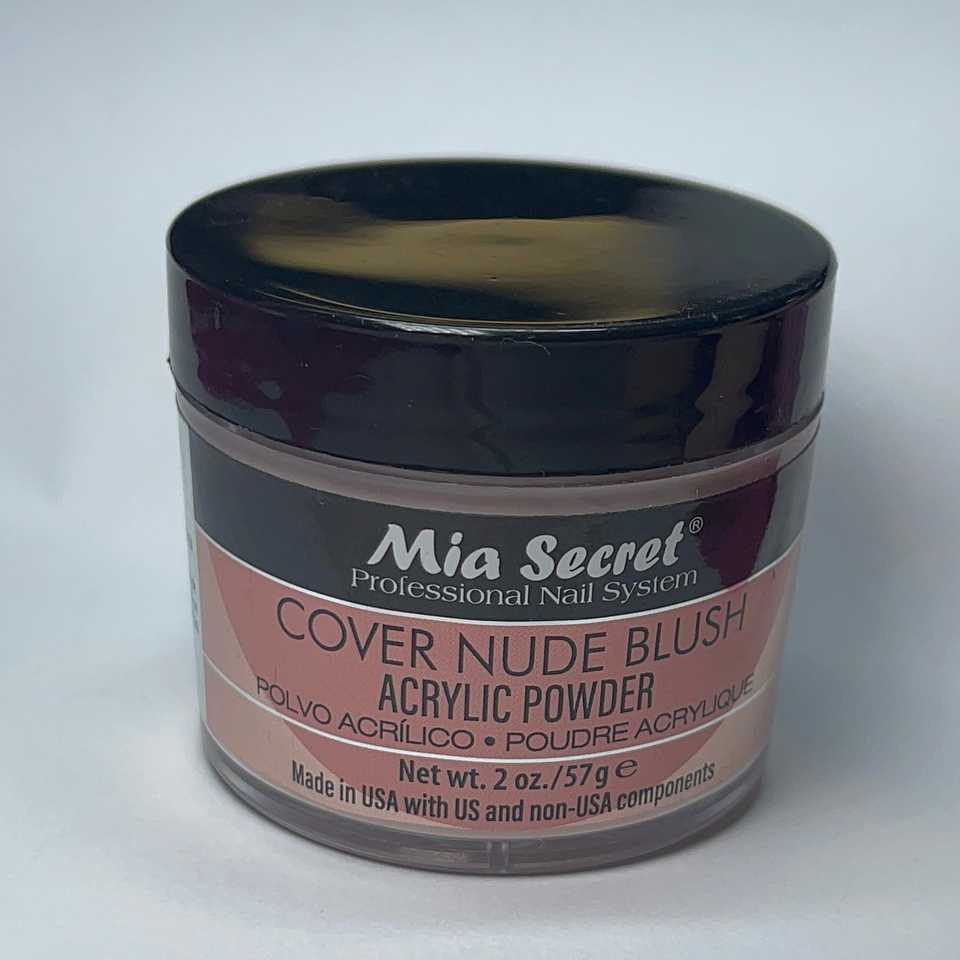 Mia Secret®
Professional Nail System
COVER NUDE BLUSH
ACRYLIC POWDER
POLVO ACRÍLICO • POUDRE ACRYLIQUE
Net wt. 2 oz./57g ℮
Made in USA with US and non-USA components